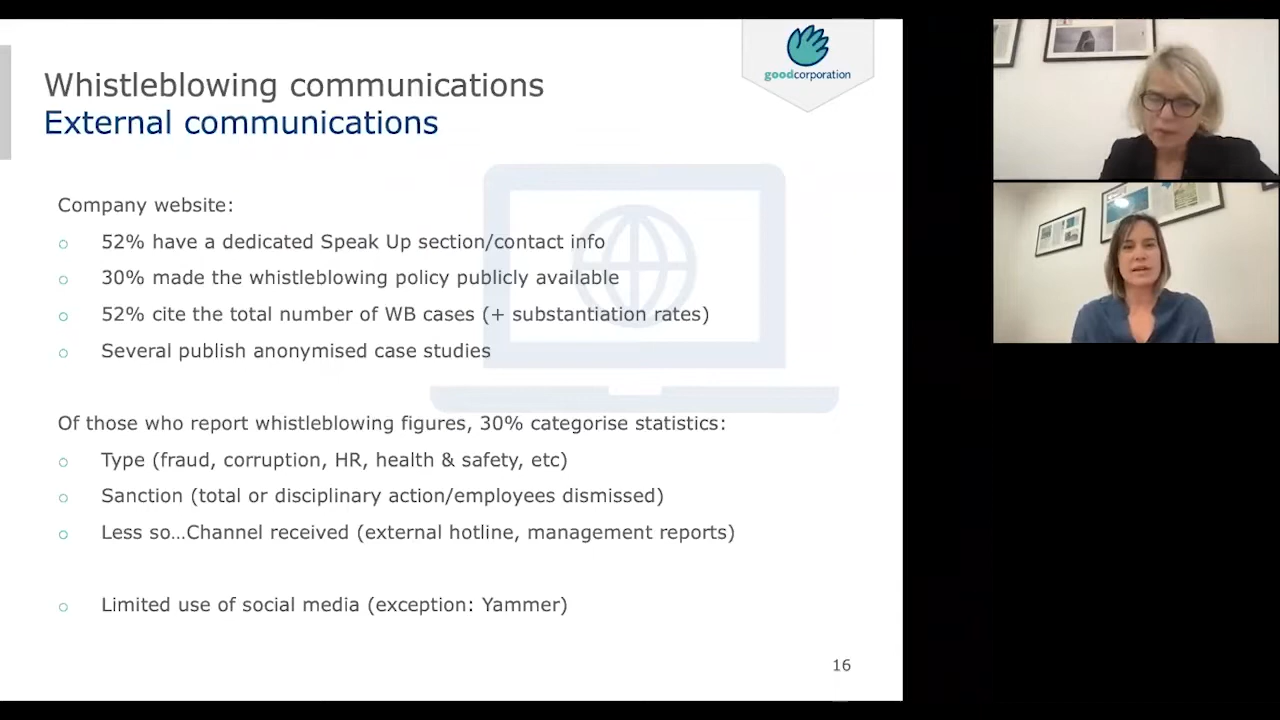 goodcorporation
Whistleblowing communications
External communications
Company website:
52% have a dedicated Speak Up section/contact info
30% made the whistleblowing policy publicly available
52% cite the total number of WB cases (+ substantiation rates)
Several publish anonymised case studies
Of those who report whistleblowing figures, 30% categorise statistics:
Type (fraud, corruption, HR, health & safety, etc)
Sanction (total or disciplinary action/employees dismissed)
Less so…Channel received (external hotline, management reports)
Limited use of social media (exception: Yammer)
16